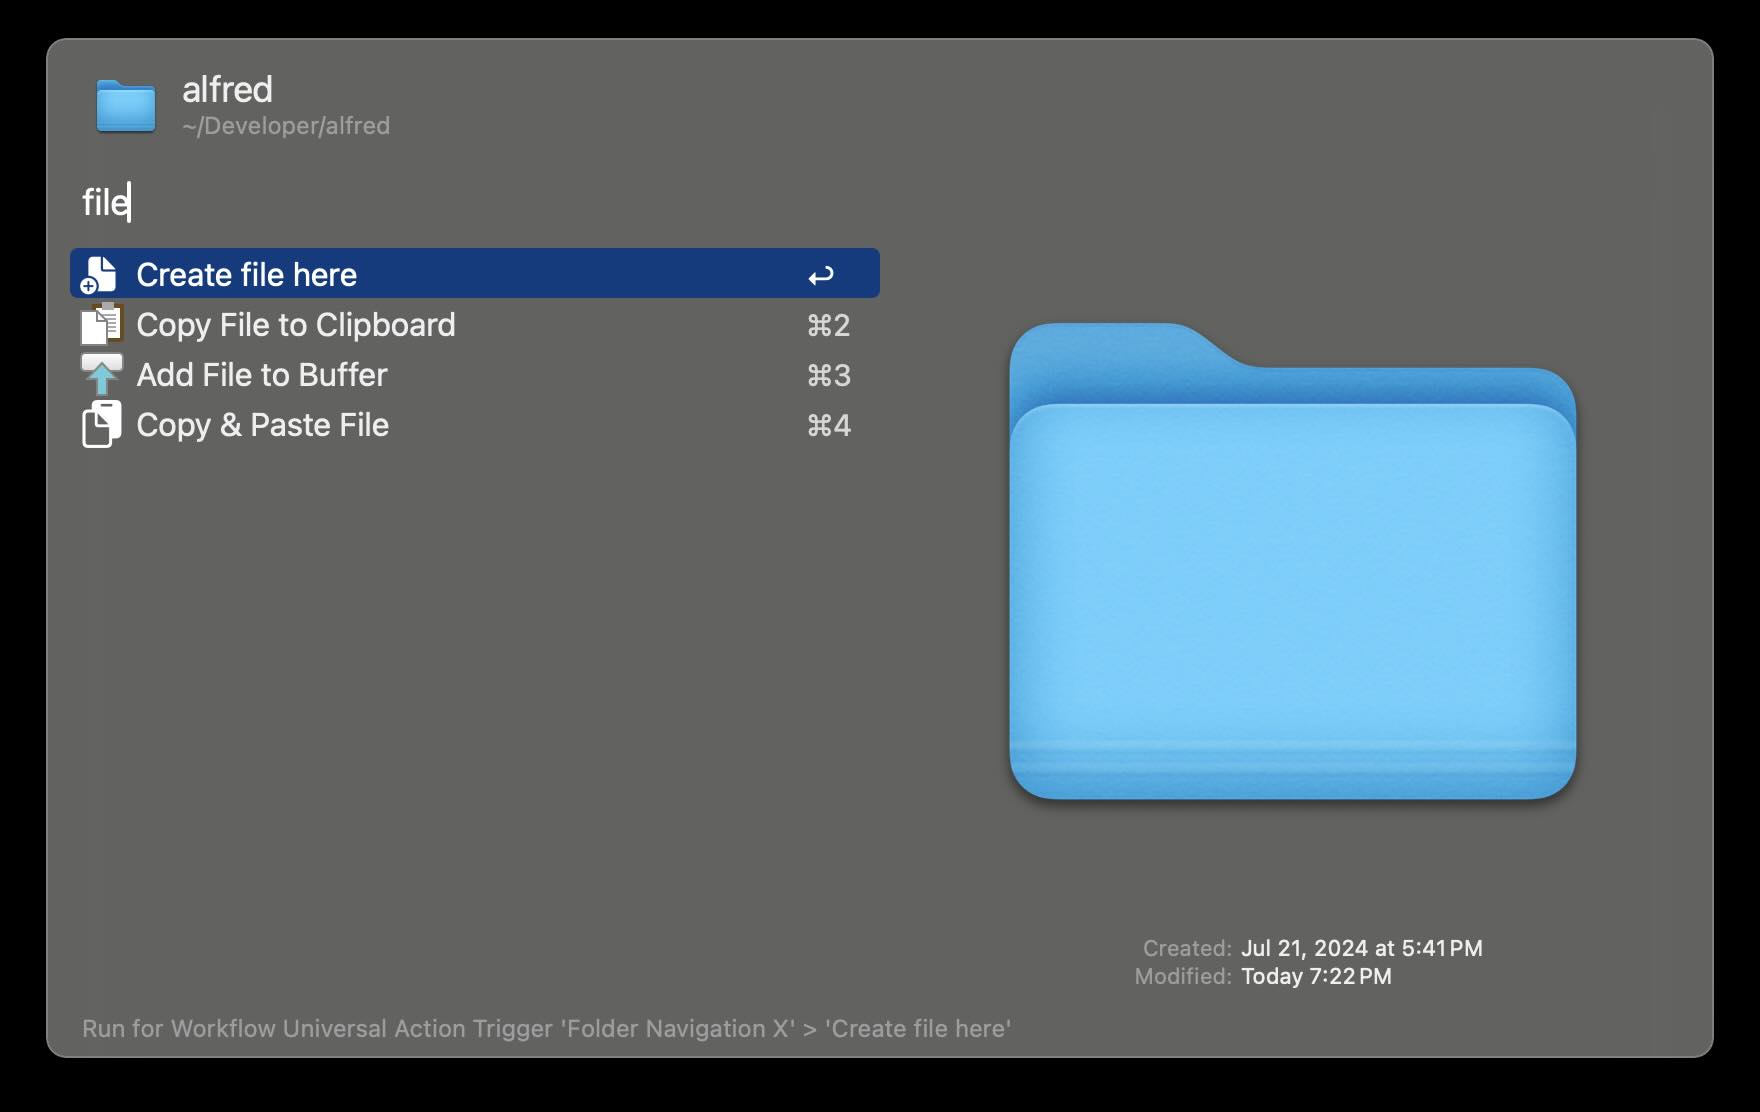 alfred
~/Developer/alfred
file
Create file here ↩
Copy File to Clipboard ⌘2
Add File to Buffer ⌘3
Copy & Paste File ⌘4
Created: Jul 21, 2024 at 5:41 PM
Modified: Today 7:22 PM
Run for Workflow Universal Action Trigger 'Folder Navigation X' > 'Create file here'